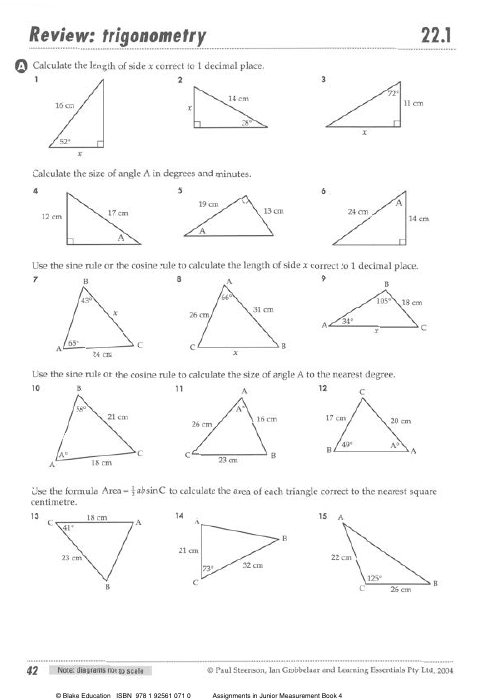 Review: trigonometry 22.1
A Calculate the length of side x correct to 1 decimal place.
1 2 3
16 cm 52° x
x 14 cm 28°
72° 11 cm x
Calculate the size of angle A in degrees and minutes.
4 5 6
12 cm 17 cm A
19 cm 13 cm A
24 cm A 14 cm
Use the sine rule or the cosine rule to calculate the length of side x correct to 1 decimal place.
7 8 9
B 43° x A 65° C 24 cm
A 66° 26 cm 31 cm C x B
B 105° 18 cm A 34° x C
Use the sine rule or the cosine rule to calculate the size of angle A to the nearest degree.
10 11 12
B 58° 21 cm A A° 18 cm C
A A° 26 cm 16 cm C 23 cm B
C 17 cm 20 cm B 49° A° A
Use the formula Area = ½ab sin C to calculate the area of each triangle correct to the nearest square
centimetre.
13 14 15
C 18 cm A 41° 23 cm B
A 21 cm B 73° 32 cm C
A 22 cm 125° C 26 cm B
42 Note: diagrams not to scale © Paul Steenson, Ian Grobbelaar and Learning Essentials Pty Ltd, 2004
© Blake Education ISBN 978 1 92561 071 0 Assignments in Junior Measurement Book 4